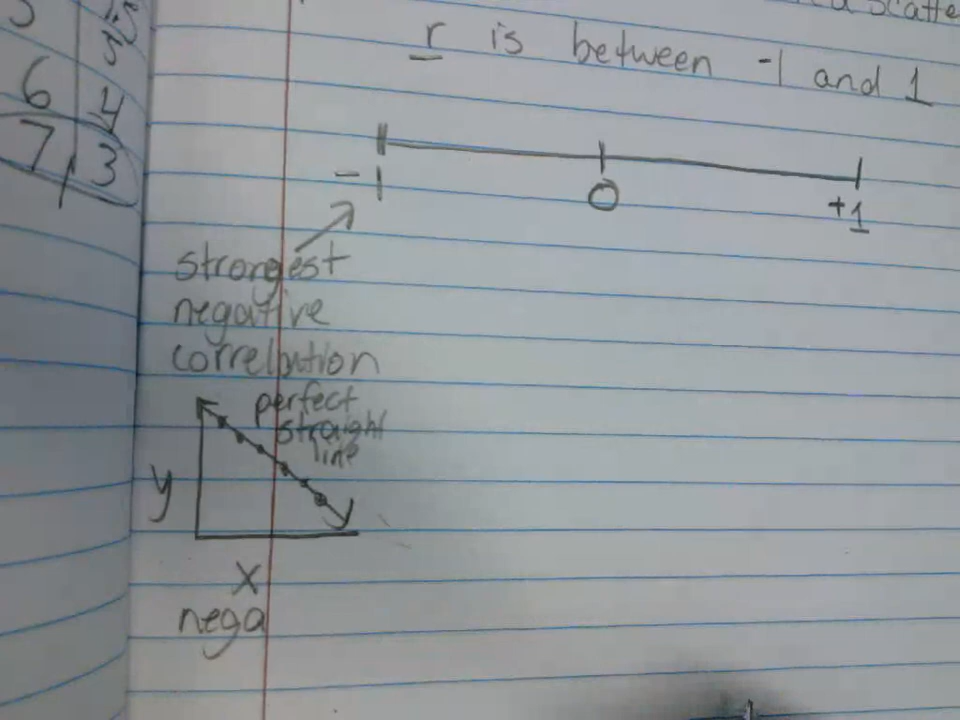 r is between -1 and 1
-1
0
+1
strongest
negative
correlation
perfect
straight
line
y
x
nega
6 4
7, 3